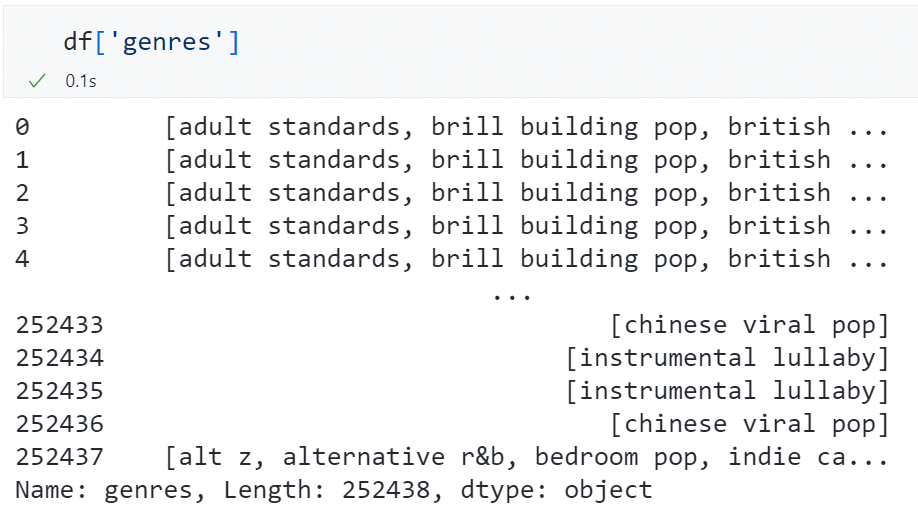 df['genres']
✓ 0.1s
0 [adult standards, brill building pop, british ...
1 [adult standards, brill building pop, british ...
2 [adult standards, brill building pop, british ...
3 [adult standards, brill building pop, british ...
4 [adult standards, brill building pop, british ...
...
252433 [chinese viral pop]
252434 [instrumental lullaby]
252435 [instrumental lullaby]
252436 [chinese viral pop]
252437 [alt z, alternative r&b, bedroom pop, indie ca...
Name: genres, Length: 252438, dtype: object